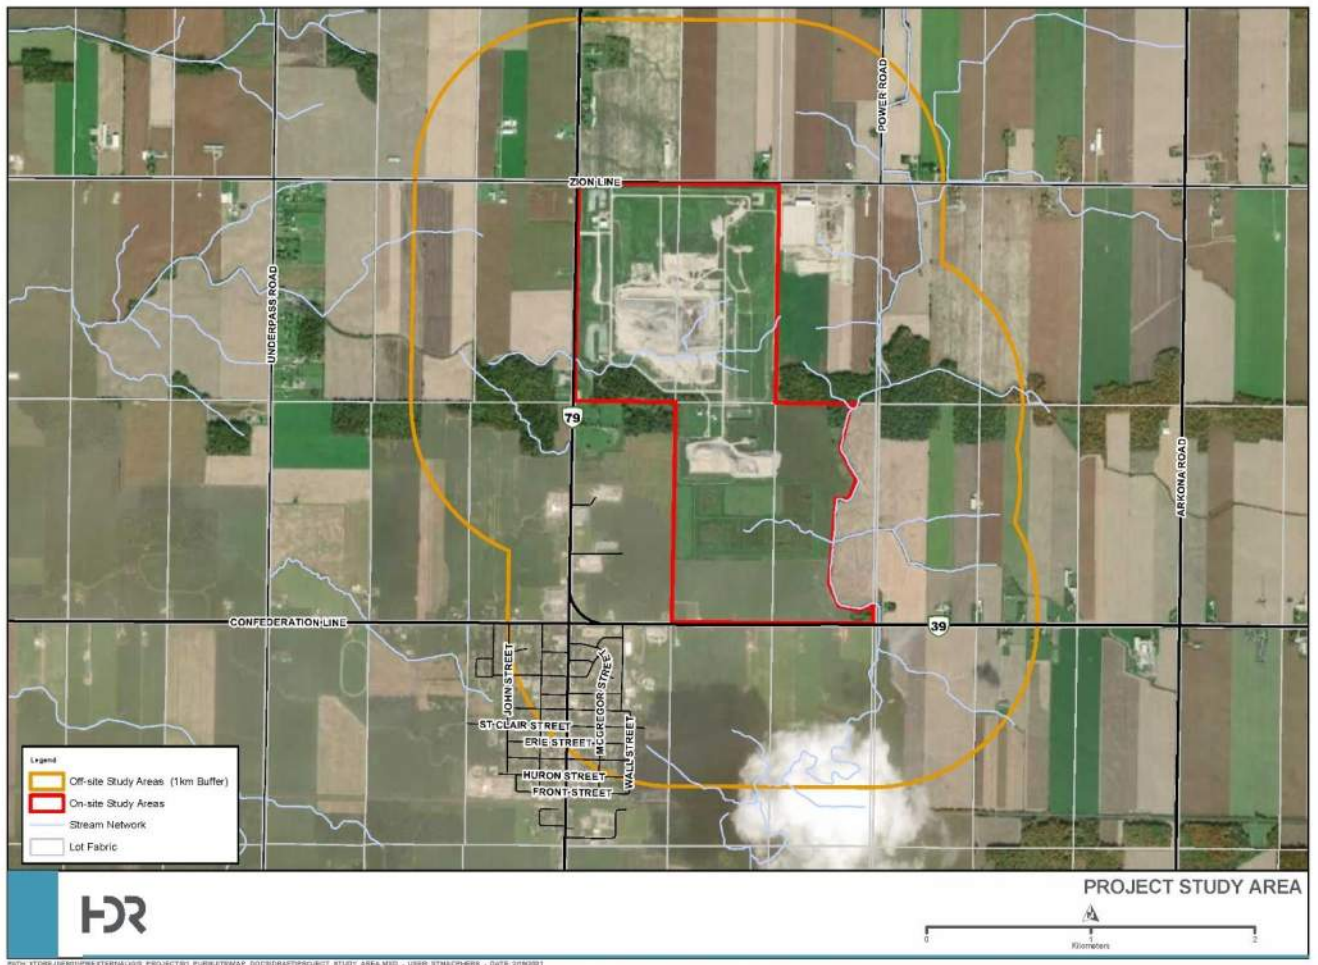 POWER ROAD
ZION LINE
UNDERPASS ROAD
79
ARKONA ROAD
CONFEDERATION LINE
39
JOHN STREET
MCGREGOR STREET
ST CLAIR STREET
ERIE STREET
WALL STREET
HURON STREET
FRONT STREET
Legend
Off-site Study Areas (1km Buffer)
On-site Study Areas
Stream Network
Lot Fabric
HDR
PROJECT STUDY AREA
0 1 2
Kilometers